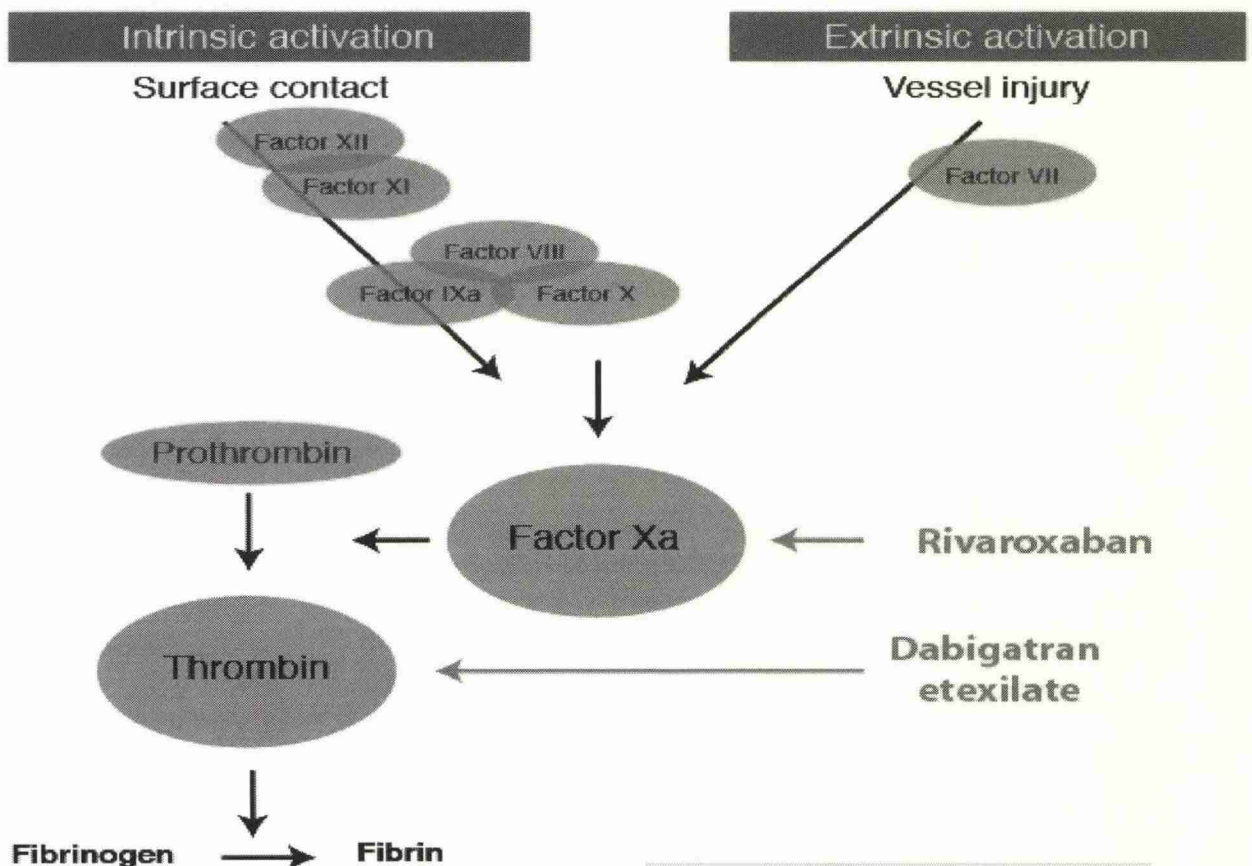 Intrinsic activation
Extrinsic activation
Surface contact
Vessel injury
Factor XII
Factor XI
Factor VII
Factor VIII
Factor IXa
Factor X
Prothrombin
Factor Xa
Rivaroxaban
Thrombin
Dabigatran
etexilate
Fibrinogen
Fibrin